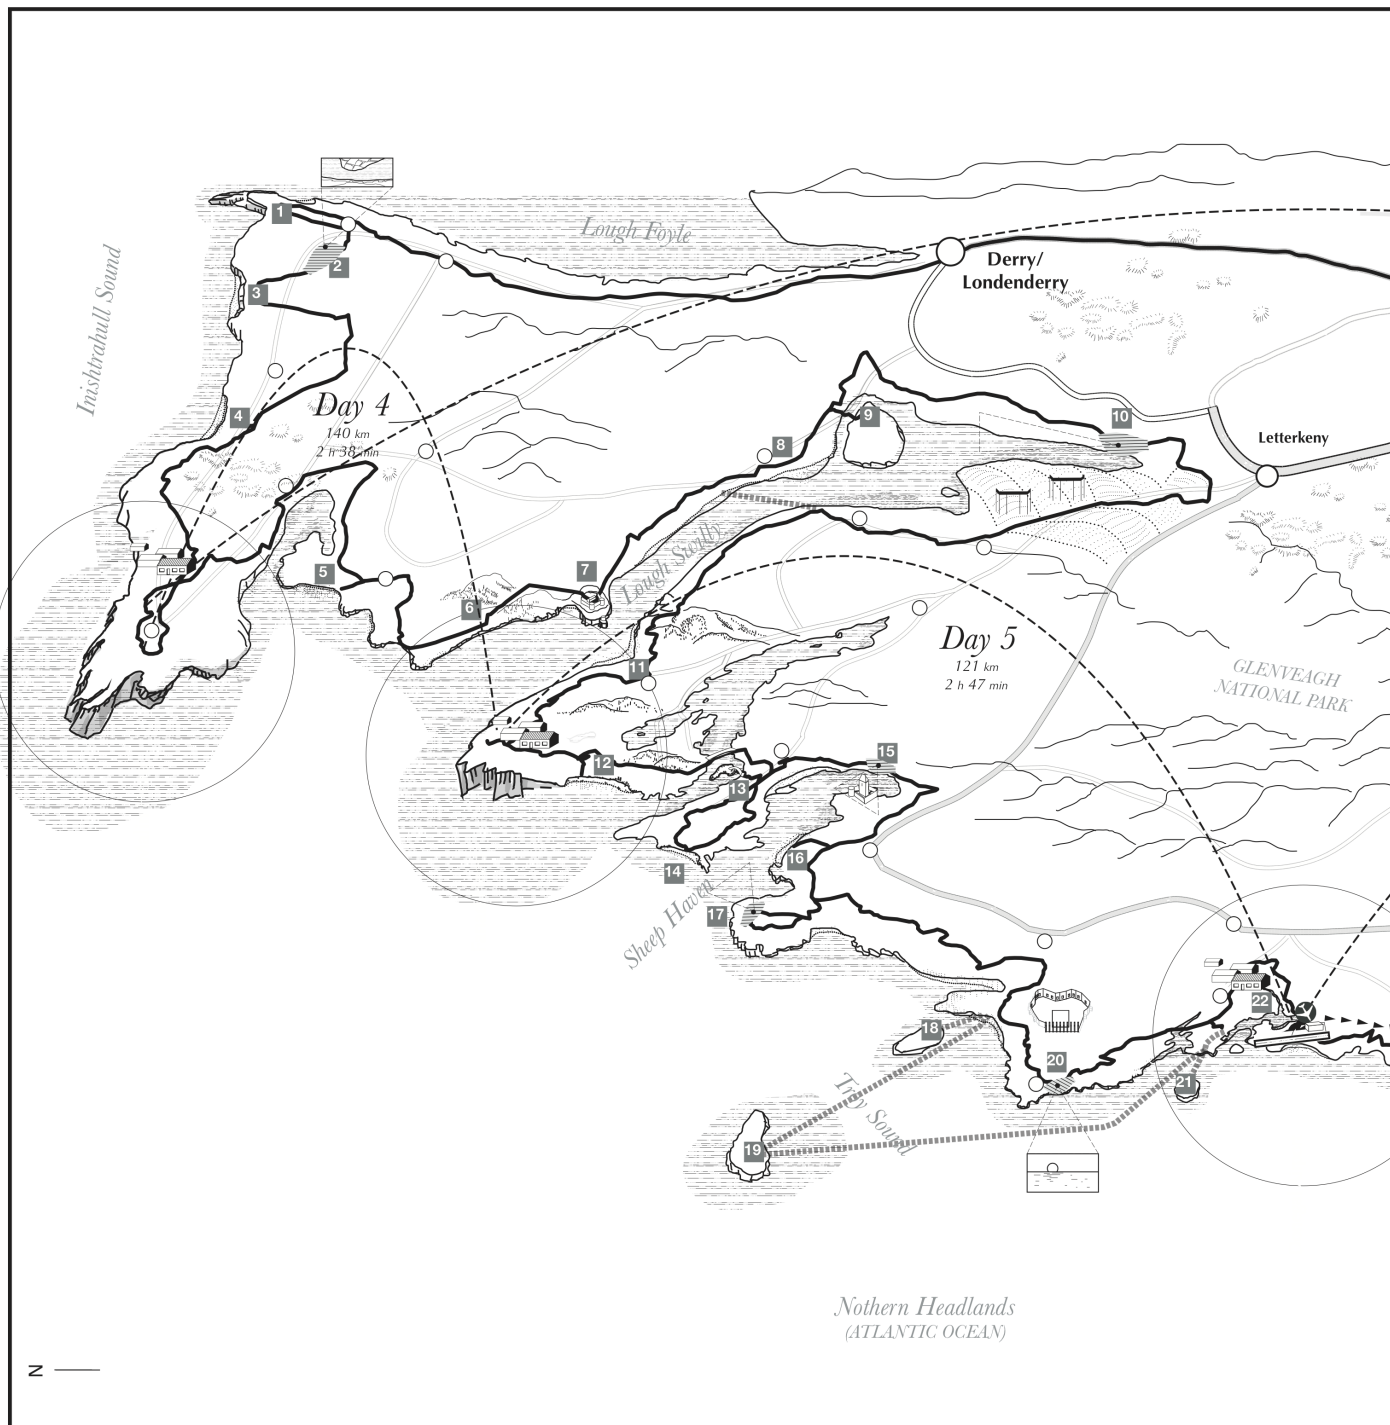 1
Lough Foyle
2
Derry/
Londenderry
Inishtrahull Sound
3
4
Day 4
140 km
2 h 38 min
9
10
8
Letterkeny
5
7
6
Lough Swilly
11
Day 5
121 km
2 h 47 min
GLENVEAGH
NATIONAL PARK
12
13
15
14
16
17
Sheep Haven
18
22
20
21
Troy Sound
19
Nothern Headlands
(ATLANTIC OCEAN)
N